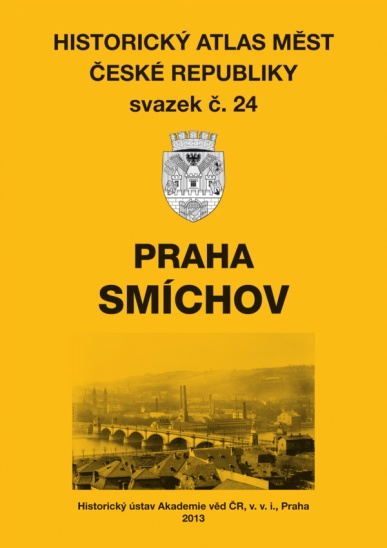 HISTORICKÝ ATLAS MĚST
ČESKÉ REPUBLIKY
svazek č. 24
PRAHA
SMÍCHOV
Historický ústav Akademie věd ČR, v. v. i., Praha
2013